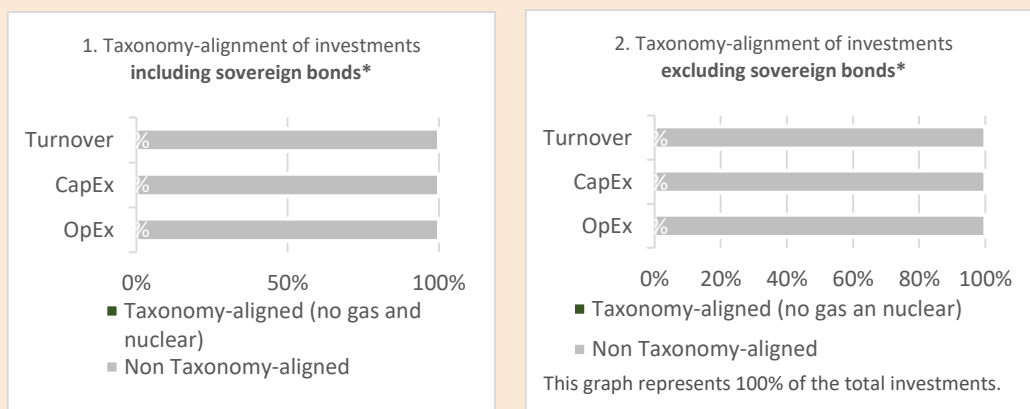 1. Taxonomy-alignment of investments
including sovereign bonds*
Turnover
%
CapEx
%
OpEx
%
0%
50%
100%
Taxonomy-aligned (no gas and
nuclear)
Non Taxonomy-aligned
2. Taxonomy-alignment of investments
excluding sovereign bonds*
Turnover
%
CapEx
%
OpEx
%
0%
20%
40%
60%
80%
100%
Taxonomy-aligned (no gas an nuclear)
Non Taxonomy-aligned
This graph represents 100% of the total investments.